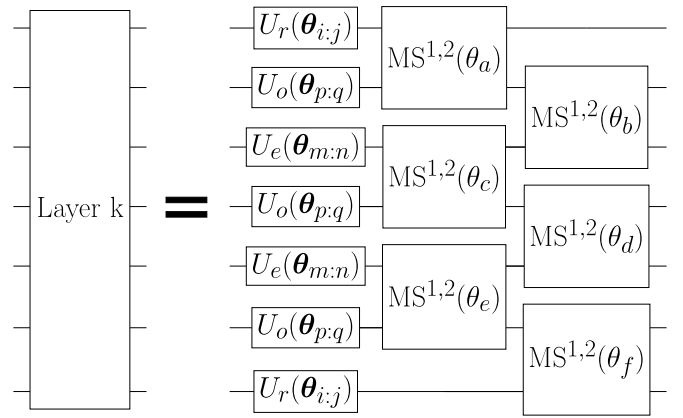 U_r(θ_{i:j})
MS^{1,2}(θ_a)
U_o(θ_{p:q})
MS^{1,2}(θ_b)
U_e(θ_{m:n})
MS^{1,2}(θ_c)
Layer k
=
U_o(θ_{p:q})
MS^{1,2}(θ_d)
U_e(θ_{m:n})
MS^{1,2}(θ_e)
U_o(θ_{p:q})
MS^{1,2}(θ_f)
U_r(θ_{i:j})